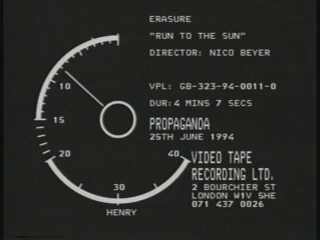 ERASURE
"RUN TO THE SUN"
DIRECTOR: NICO BEYER
VPL: GB-323-94-0011-0
DUR: 4 MINS 7 SECS
PROPAGANDA
25TH JUNE 1994
VIDEO TAPE
RECORDING LTD.
2 BOURCHIER ST
LONDON W1V 5HE
071 437 0026
10
15
20
30
40
HENRY